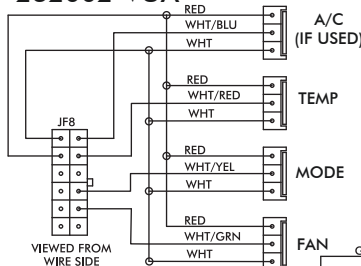 RED
WHT/BLU
WHT
A/C
(IF USED)
RED
WHT/RED
WHT
TEMP
JF8
RED
WHT/YEL
WHT
MODE
RED
WHT/GRN
WHT
FAN
VIEWED FROM
WIRE SIDE